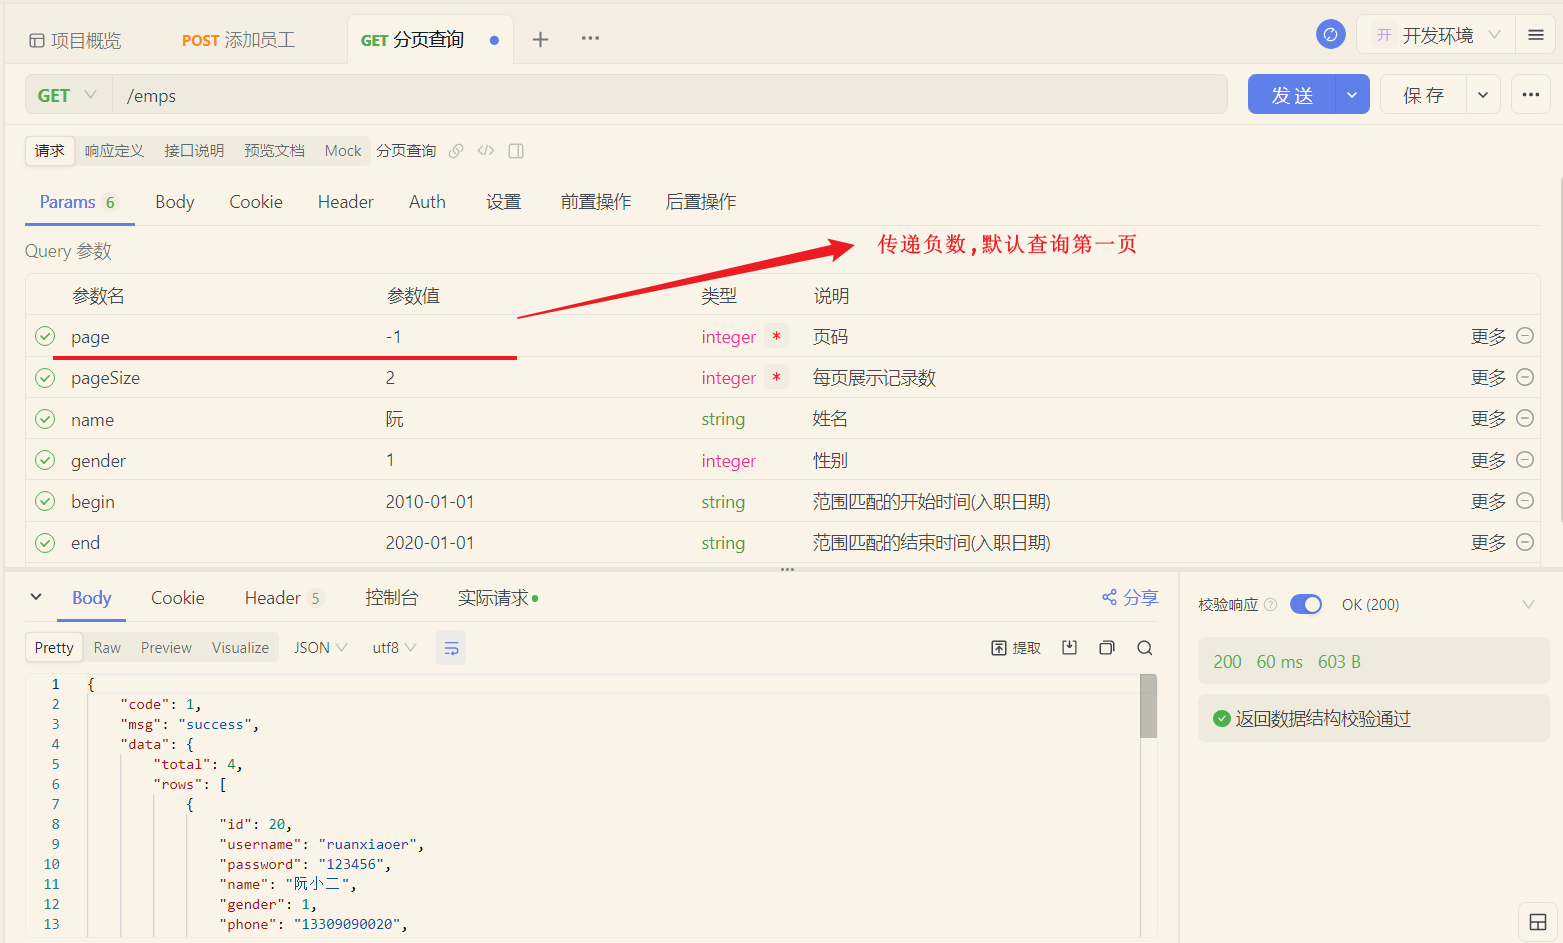 项目概览 POST 添加员工 GET 分页查询 开 开发环境
GET /emps 发 送 保 存
请求 响应定义 接口说明 预览文档 Mock 分页查询
Params 6 Body Cookie Header Auth 设置 前置操作 后置操作
传递负数,默认查询第一页
Query 参数
参数名 参数值 类型 说明
page -1 integer * 页码 更多
pageSize 2 integer * 每页展示记录数 更多
name 阮 string 姓名 更多
gender 1 integer 性别 更多
begin 2010-01-01 string 范围匹配的开始时间(入职日期) 更多
end 2020-01-01 string 范围匹配的结束时间(入职日期) 更多
Body Cookie Header 5 控制台 实际请求 分享
校验响应 OK (200)
Pretty Raw Preview Visualize JSON utf8 提取
200 60 ms 603 B
返回数据结构校验通过
1 {
2 "code": 1,
3 "msg": "success",
4 "data": {
5 "total": 4,
6 "rows": [
7 {
8 "id": 20,
9 "username": "ruanxiaoer",
10 "password": "123456",
11 "name": "阮小二",
12 "gender": 1,
13 "phone": "13309090020",